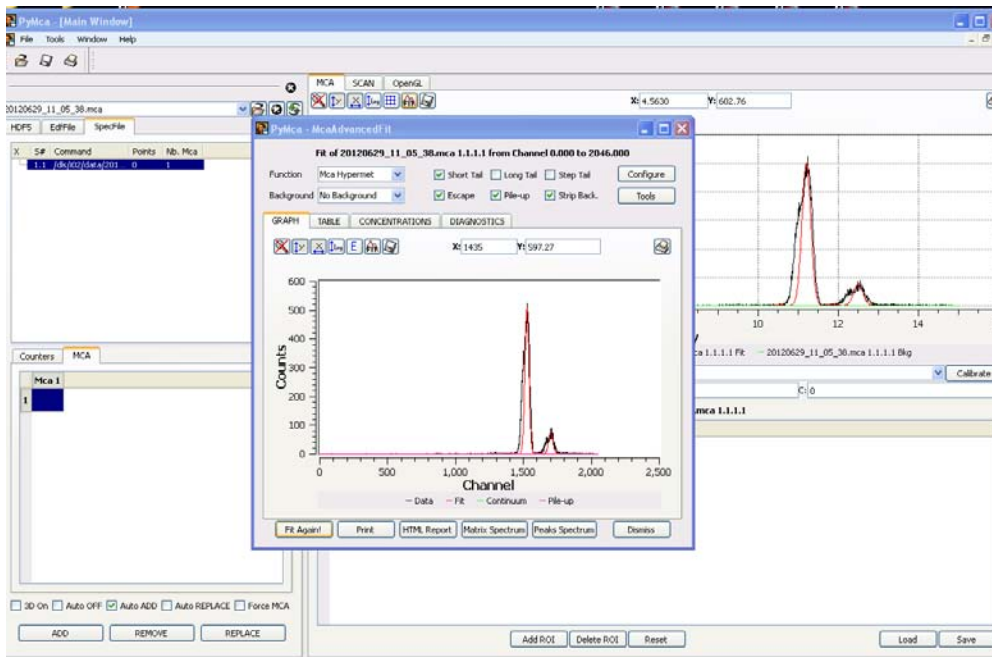 PyMca - [Main Window]
File Tools Window Help
20120629_11_05_38.mca
HDF5 EdfFile SpecFile
X S# Command Points Nb. Mca
1.1 /dk/i02/data/201 0 1
Counters MCA
Mca 1
1
3D On Auto OFF Auto ADD Auto REPLACE Force MCA
ADD REMOVE REPLACE
MCA SCAN OpenGL
X: 4.5630 Y: 602.76
10 12 14
ca 1.1.1.1 Fit 20120629_11_05_38.mca 1.1.1.1 Bkg
Calibrate
C: 0
.mca 1.1.1.1
Add ROI Delete ROI Reset Load Save
PyMca - McaAdvancedFit
Fit of 20120629_11_05_38.mca 1.1.1.1 from Channel 0.000 to 2046.000
Function Mca Hypermet Short Tail Long Tail Step Tail Configure
Background No Background Escape Pile-up Strip Back. Tools
GRAPH TABLE CONCENTRATIONS DIAGNOSTICS
X: 1435 Y: 597.27
600
500
400
300
200
100
0
Counts
0 500 1,000 1,500 2,000 2,500
Channel
Data Fit Continuum Pile-up
Fit Again! Print HTML Report Matrix Spectrum Peaks Spectrum Dismiss